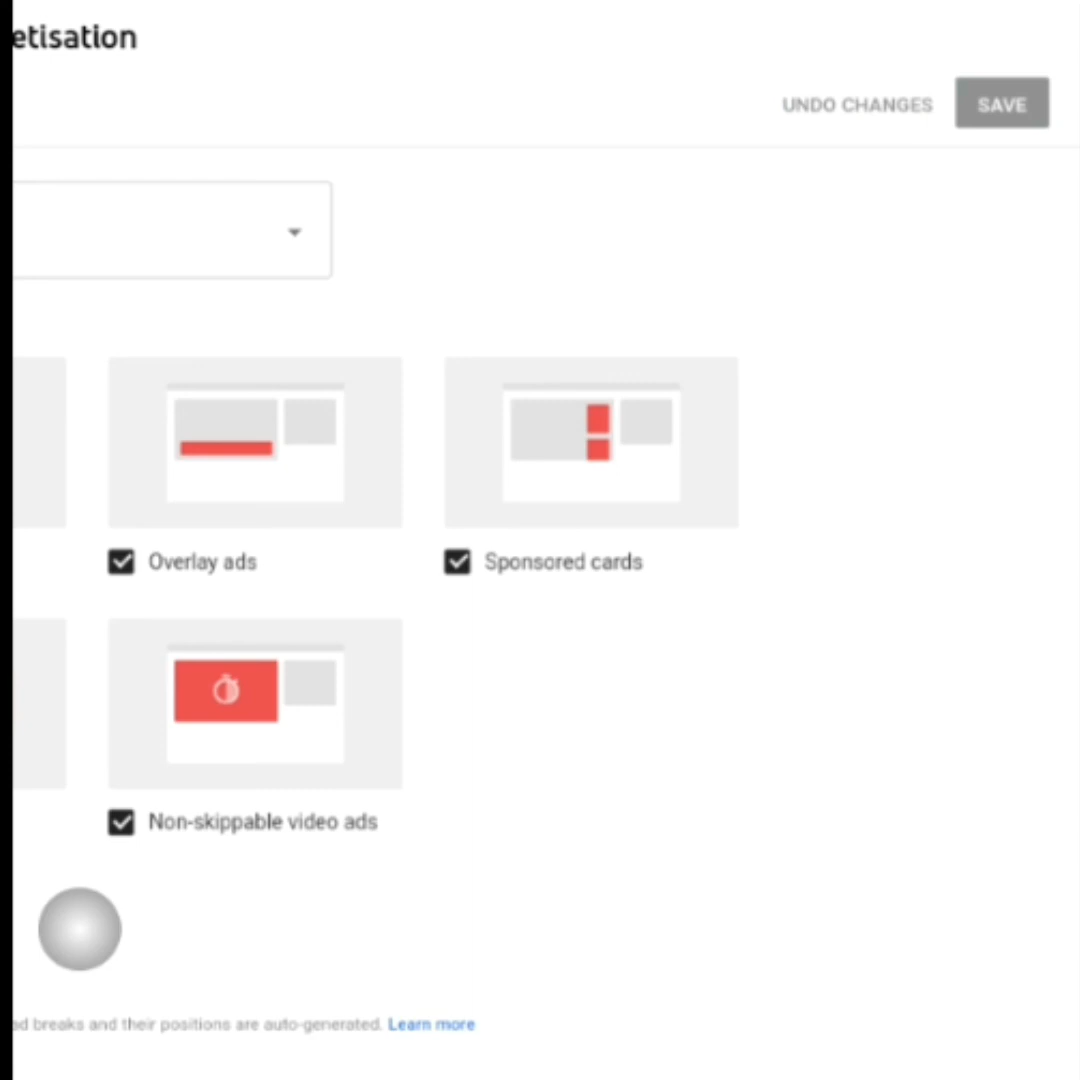 etisation
UNDO CHANGES
SAVE
Overlay ads
Sponsored cards
Non-skippable video ads
ad breaks and their positions are auto-generated. Learn more